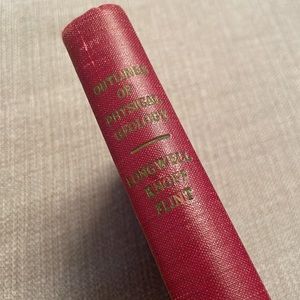 OUTLINES
OF
PHYSICAL
GEOLOGY
LONGWELL
KNOPF
FLINT